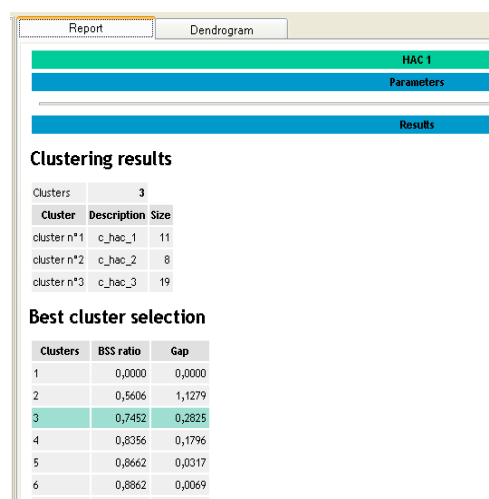 Report Dendrogram
HAC 1
Parameters
Results
Clustering results
Clusters 3
Cluster Description Size
cluster n°1 c_hac_1 11
cluster n°2 c_hac_2 8
cluster n°3 c_hac_3 19
Best cluster selection
Clusters BSS ratio Gap
1 0,0000 0,0000
2 0,5606 1,1279
3 0,7452 0,2825
4 0,8356 0,1796
5 0,8662 0,0317
6 0,8862 0,0069